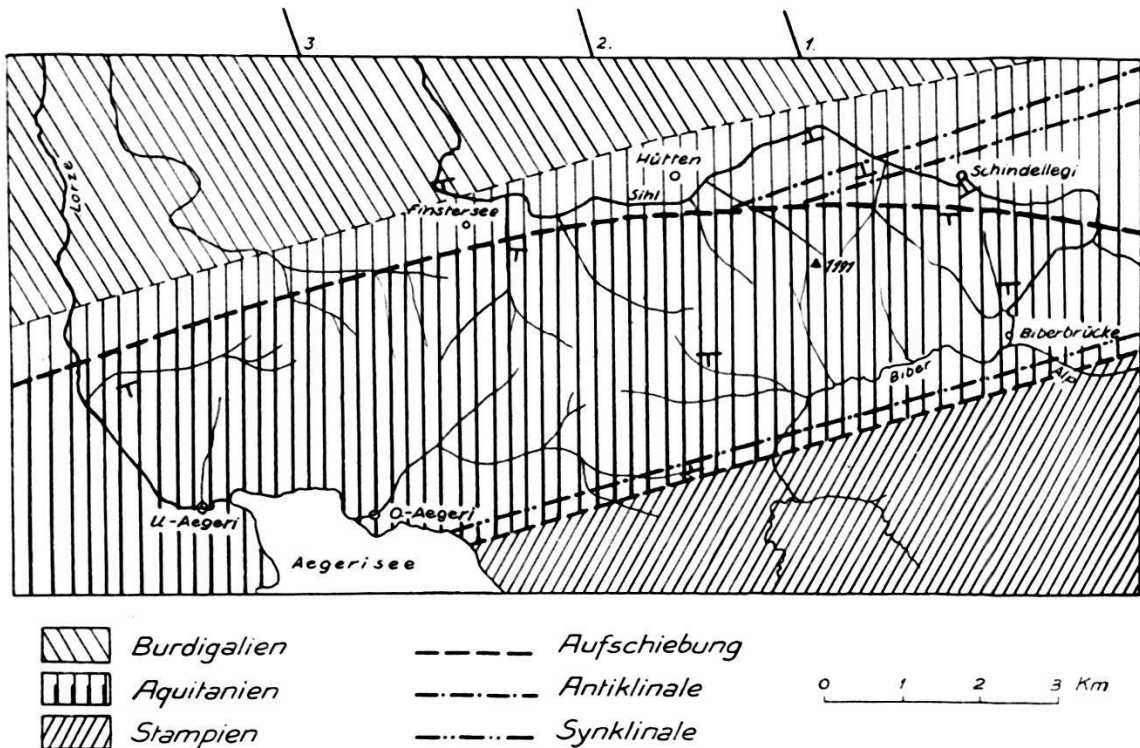 3. 2. 1.
Lorze
Hütten
Schindellegi
Sihl
Finstersee
1191
Biberbrücke
Biber
Alp
U-Aegeri
O-Aegeri
Aegerisee
Burdigalien
Aufschiebung
Aquitanien
Antiklinale
0 1 2 3 Km
Stampien
Synklinale